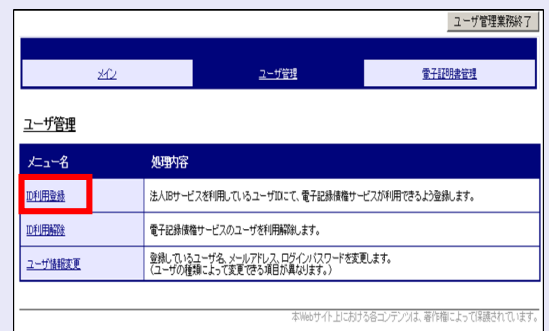 ユーザ管理業務終了
メイン
ユーザ管理
電子証明書管理
ユーザ管理
メニュー名
処理内容
ID利用登録
法人IBサービスを利用しているユーザIDにて、電子記録債権サービスが利用できるよう登録します。
ID利用解除
電子記録債権サービスのユーザを利用解除します。
ユーザ情報変更
登録しているユーザ名、メールアドレス、ログインパスワードを変更します。
(ユーザの種類によって変更できる項目が異なります。)
本Webサイト上における各コンテンツは、著作権によって保護されています。